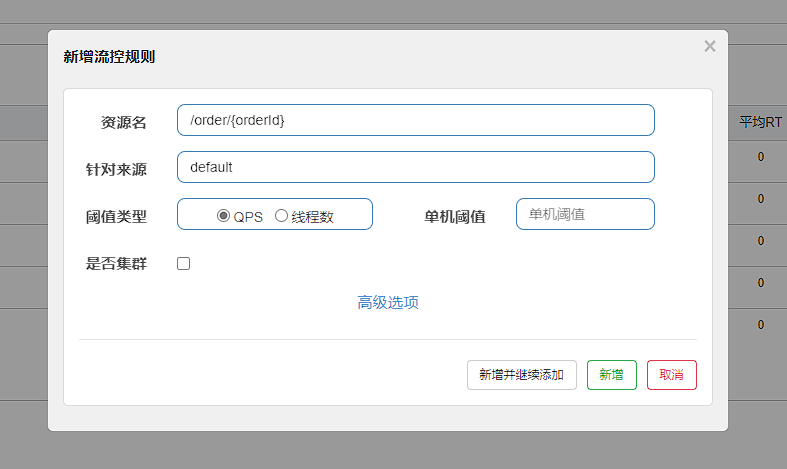 新增流控规则
×
资源名 /order/{orderId}
针对来源 default
阈值类型 QPS 线程数 单机阈值 单机阈值
是否集群
高级选项
新增并继续添加 新增 取消
平均RT
0
0
0
0
0